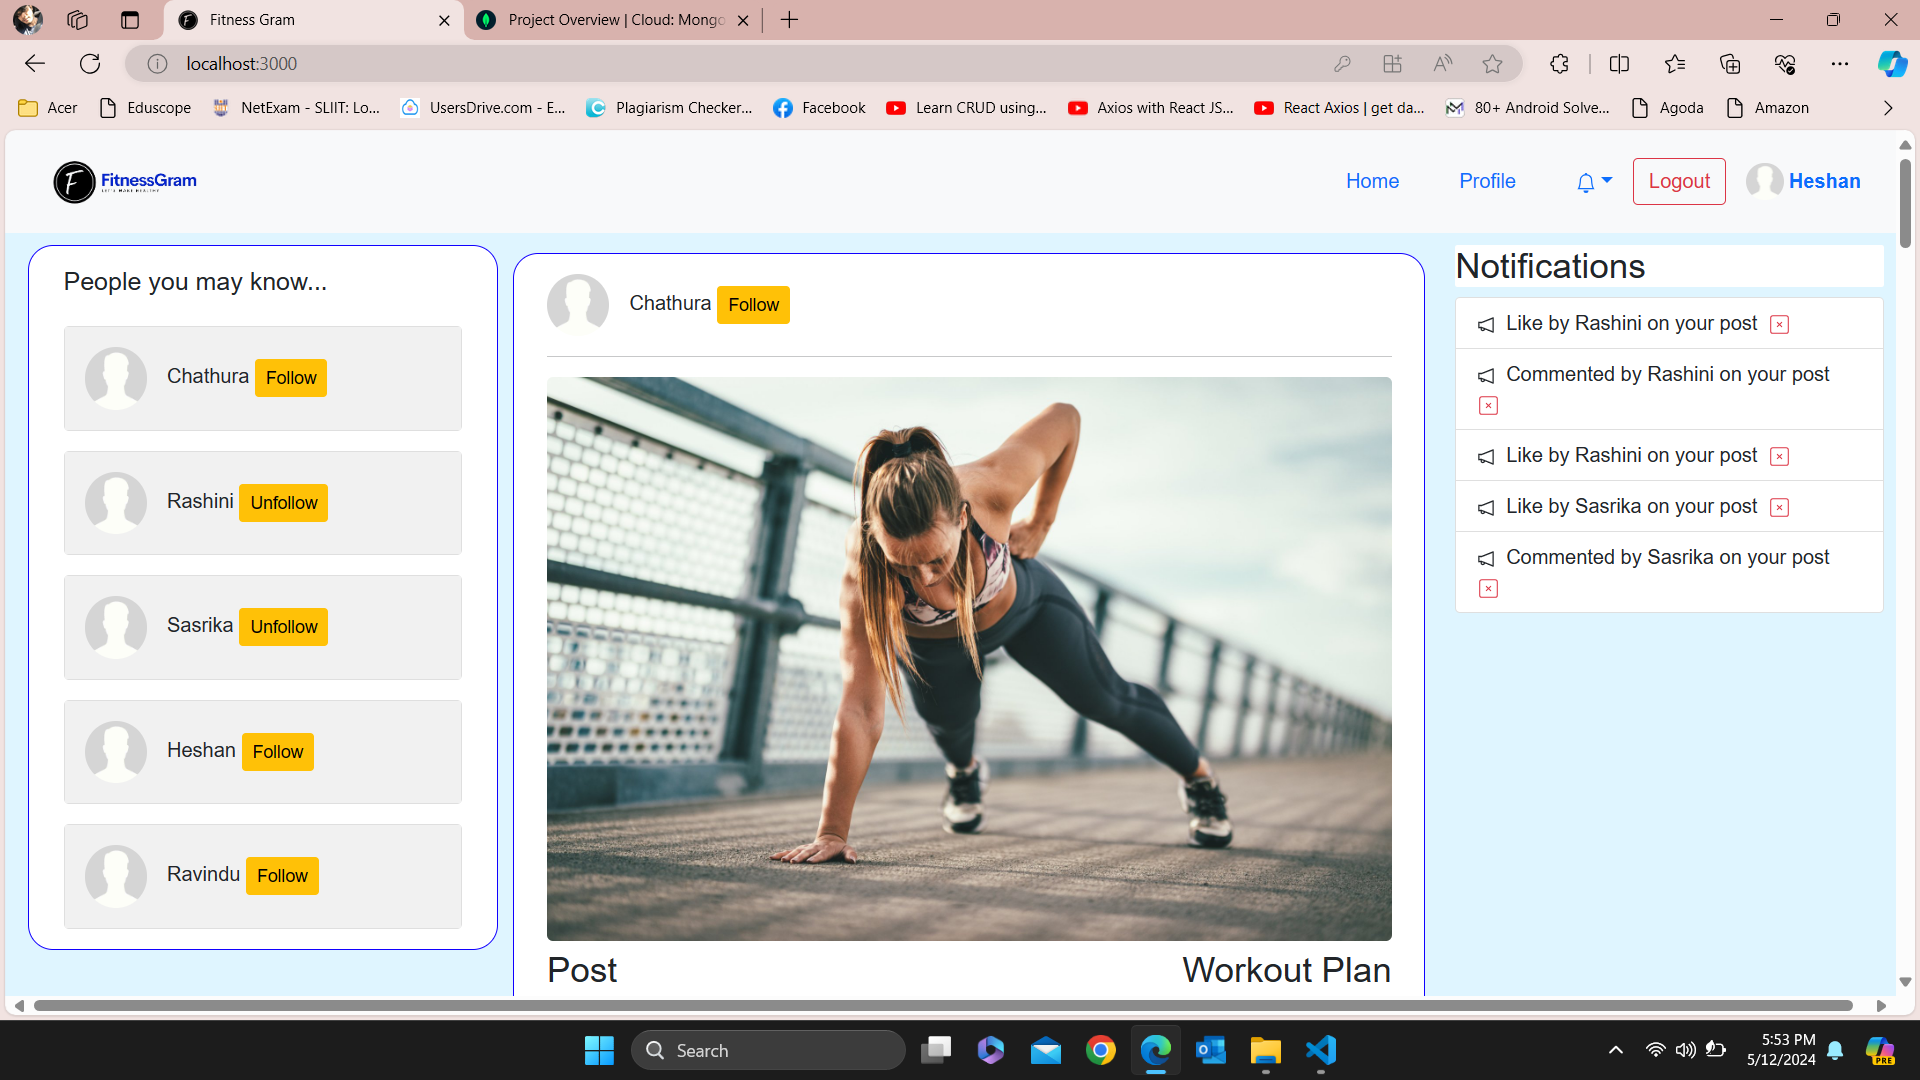 Fitness Gram
Project Overview | Cloud: Mongo
localhost:3000
Acer
Eduscope
NetExam - SLIIT: Lo...
UsersDrive.com - E...
Plagiarism Checker...
Facebook
Learn CRUD using...
Axios with React JS...
React Axios | get da...
80+ Android Solve...
Agoda
Amazon
F
FitnessGram
LET'S MAKE HEALTHY
Home
Profile
Logout
Heshan
People you may know...
Chathura Follow
Rashini Unfollow
Sasrika Unfollow
Heshan Follow
Ravindu Follow
Chathura Follow
Post
Workout Plan
Notifications
Like by Rashini on your post
Commented by Rashini on your post
Like by Rashini on your post
Like by Sasrika on your post
Commented by Sasrika on your post
Search
5:53 PM
5/12/2024
PRE